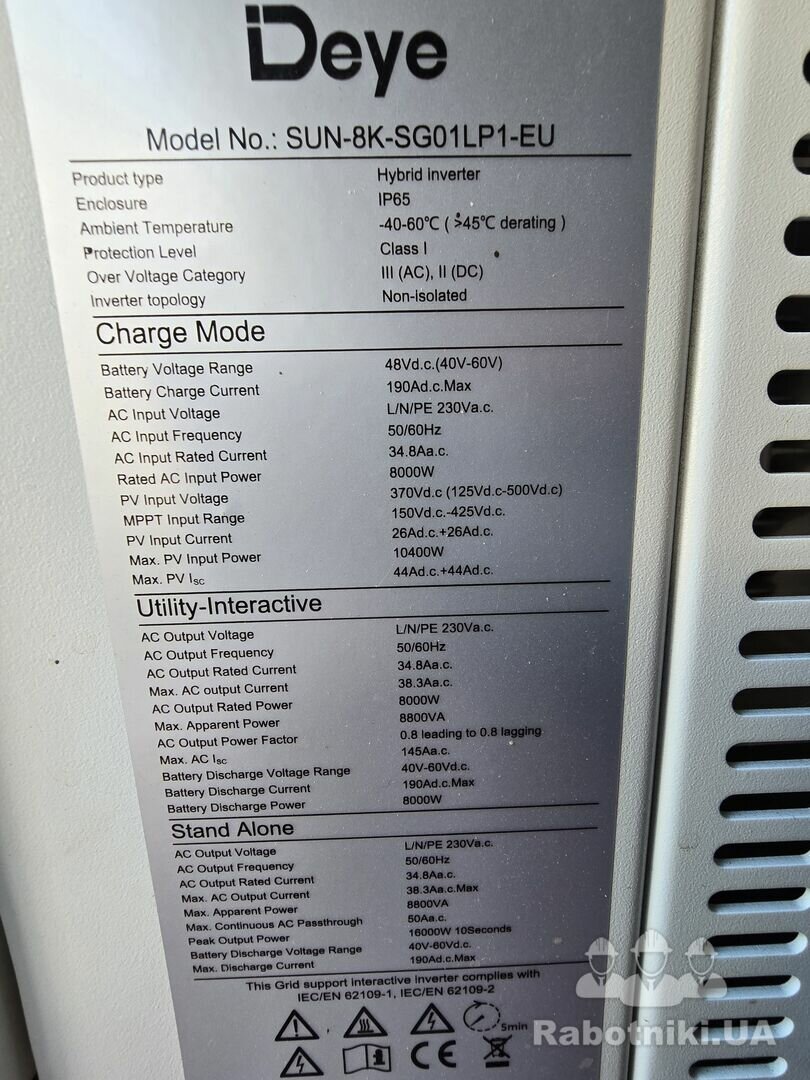 Deye
Model No.: SUN-8K-SG01LP1-EU
Product type Hybrid inverter
Enclosure IP65
Ambient Temperature -40-60℃ ( >45℃ derating )
Protection Level Class I
Over Voltage Category III (AC), II (DC)
Inverter topology Non-isolated
Charge Mode
Battery Voltage Range 48Vd.c.(40V-60V)
Battery Charge Current 190Ad.c.Max
AC Input Voltage L/N/PE 230Va.c.
AC Input Frequency 50/60Hz
AC Input Rated Current 34.8Aa.c.
Rated AC Input Power 8000W
PV Input Voltage 370Vd.c (125Vd.c-500Vd.c)
MPPT Input Range 150Vd.c.-425Vd.c.
PV Input Current 26Ad.c.+26Ad.c.
Max. PV Input Power 10400W
Max. PV Isc 44Ad.c.+44Ad.c.
Utility-Interactive
AC Output Voltage L/N/PE 230Va.c.
AC Output Frequency 50/60Hz
AC Output Rated Current 34.8Aa.c.
Max. AC output Current 38.3Aa.c.
AC Output Rated Power 8000W
Max. Apparent Power 8800VA
AC Output Power Factor 0.8 leading to 0.8 lagging
Max. AC Isc 145Aa.c.
Battery Discharge Voltage Range 40V-60Vd.c.
Battery Discharge Current 190Ad.c.Max
Battery Discharge Power 8000W
Stand Alone
AC Output Voltage L/N/PE 230Va.c.
AC Output Frequency 50/60Hz
AC Output Rated Current 34.8Aa.c.
Max. AC Output Current 38.3Aa.c.Max
Max. Apparent Power 8800VA
Max. Continuous AC Passthrough 50Aa.c.
Peak Output Power 16000W 10Seconds
Battery Discharge Voltage Range 40V-60Vd.c.
Max. Discharge Current 190Ad.c.Max
This Grid support interactive inverter complies with
IEC/EN 62109-1, IEC/EN 62109-2
5min
CE
Rabotniki.UA